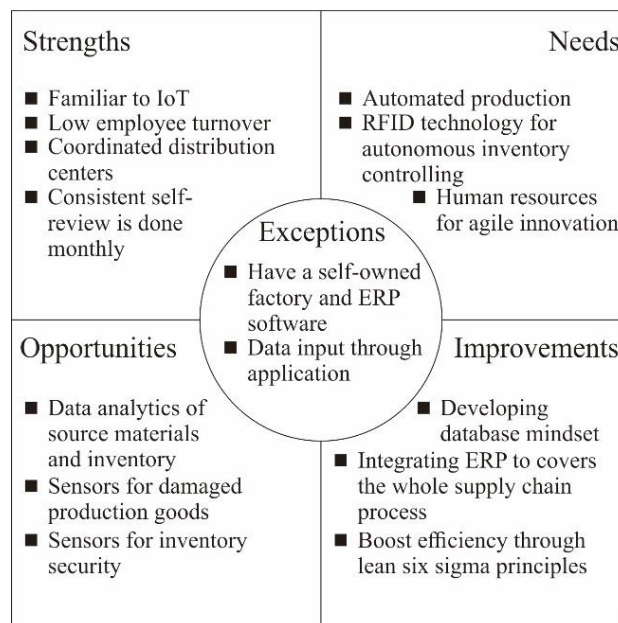 Strengths
■ Familiar to IoT
■ Low employee turnover
■ Coordinated distribution
centers
■ Consistent self-
review is done
monthly
Needs
■ Automated production
■ RFID technology for
autonomous inventory
controlling
■ Human resources
for agile innovation
Exceptions
■ Have a self-owned
factory and ERP
software
■ Data input through
application
Opportunities
■ Data analytics of
source materials
and inventory
■ Sensors for damaged
production goods
■ Sensors for inventory
security
Improvements
■ Developing
database mindset
■ Integrating ERP to covers
the whole supply chain
process
■ Boost efficiency through
lean six sigma principles